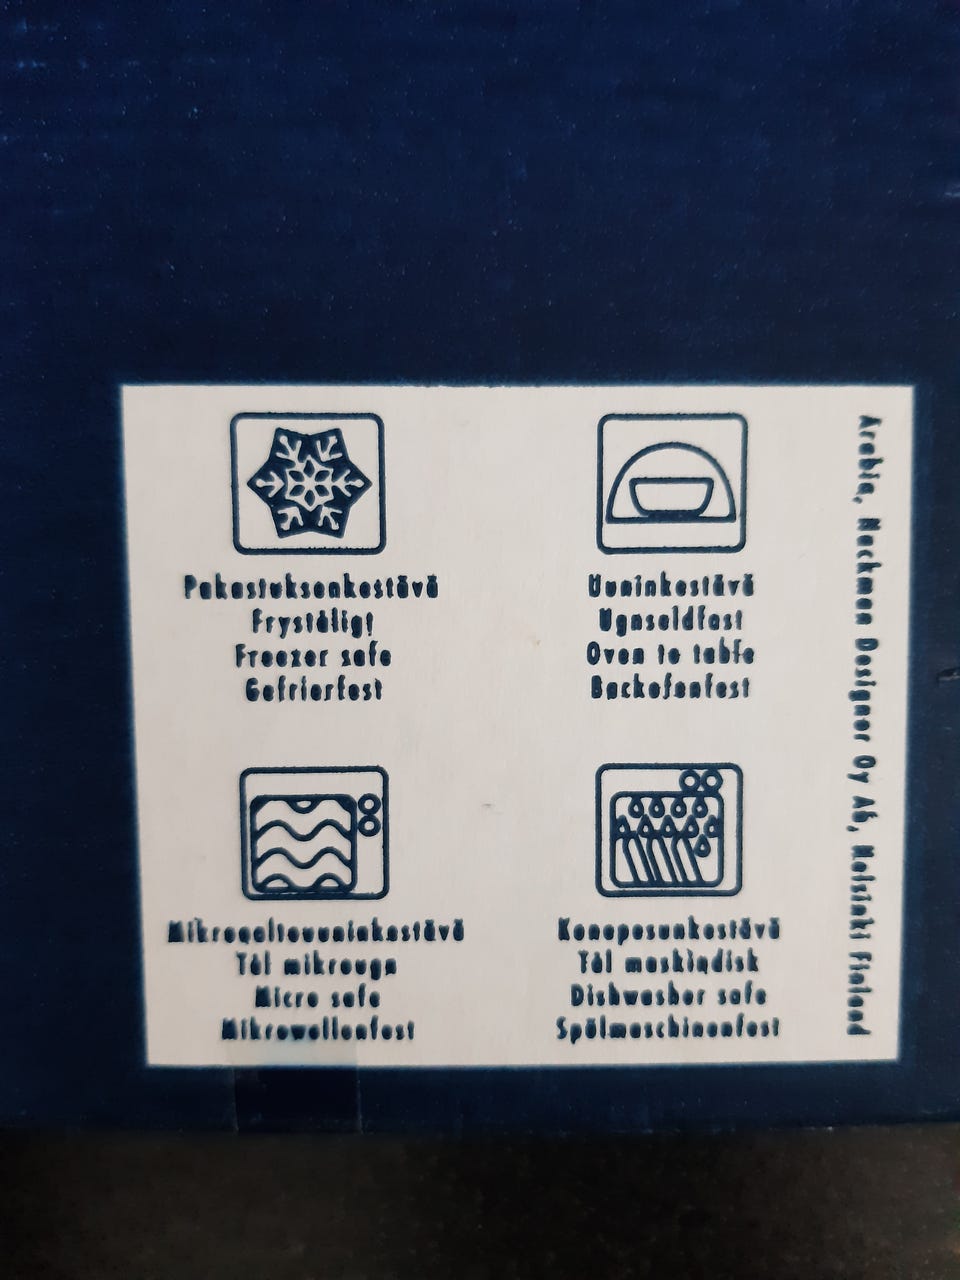 Pakastuksenkestävä
Fryståligt
Freezer safe
Gefrierfest
Uuninkestävä
Ugnseldfast
Oven to table
Backofenfest
Mikroaaltouuninkestävä
Tål mikrougn
Micro safe
Mikrowellenfest
Konepesunkestävä
Tål maskindisk
Dishwasher safe
Spülmaschinenfest
Arabia, Hackman Designor Oy Ab, Helsinki Finland